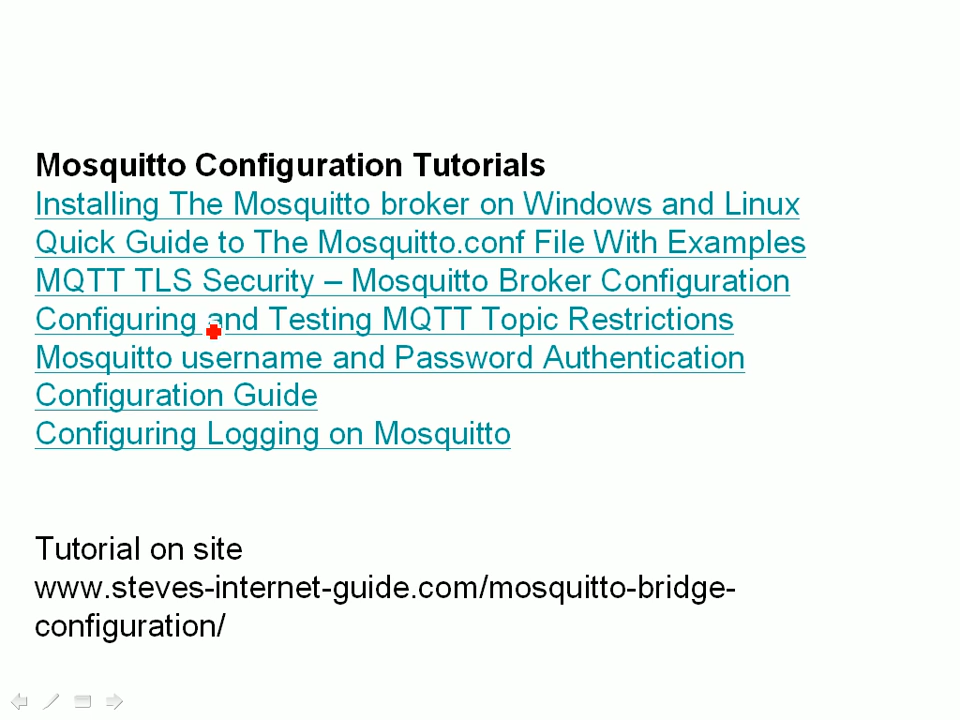 Mosquitto Configuration Tutorials
Installing The Mosquitto broker on Windows and Linux
Quick Guide to The Mosquitto.conf File With Examples
MQTT TLS Security – Mosquitto Broker Configuration
Configuring and Testing MQTT Topic Restrictions
Mosquitto username and Password Authentication
Configuration Guide
Configuring Logging on Mosquitto
Tutorial on site
www.steves-internet-guide.com/mosquitto-bridge-
configuration/